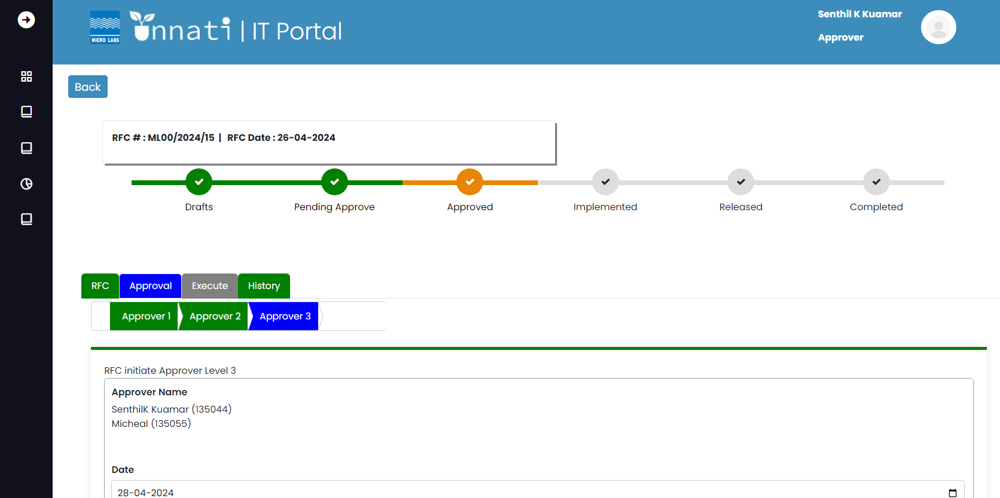 MICRO LABS
Unnati | IT Portal
Senthil K Kuamar
Approver
Back
RFC # : ML00/2024/15 | RFC Date : 26-04-2024
Drafts
Pending Approve
Approved
Implemented
Released
Completed
RFC Approval Execute History
Approver 1 Approver 2 Approver 3
RFC initiate Approver Level 3
Approver Name
SenthilK Kuamar (135044)
Micheal (135055)
Date
28-04-2024